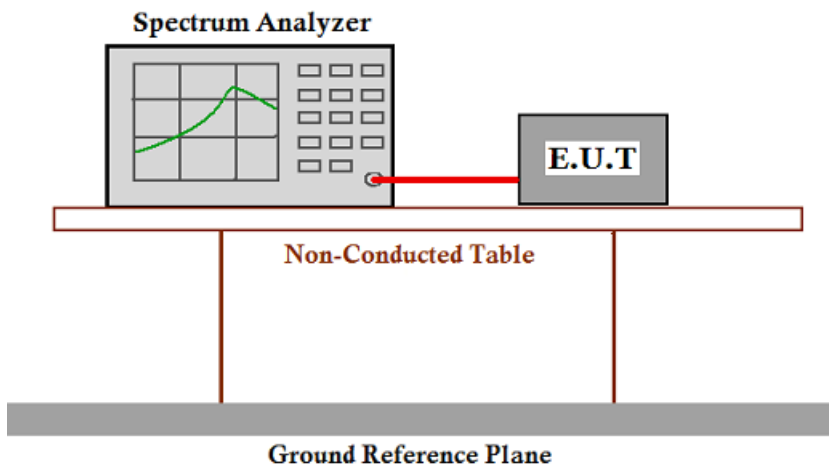 Spectrum Analyzer
E.U.T
Non-Conducted Table
Ground Reference Plane